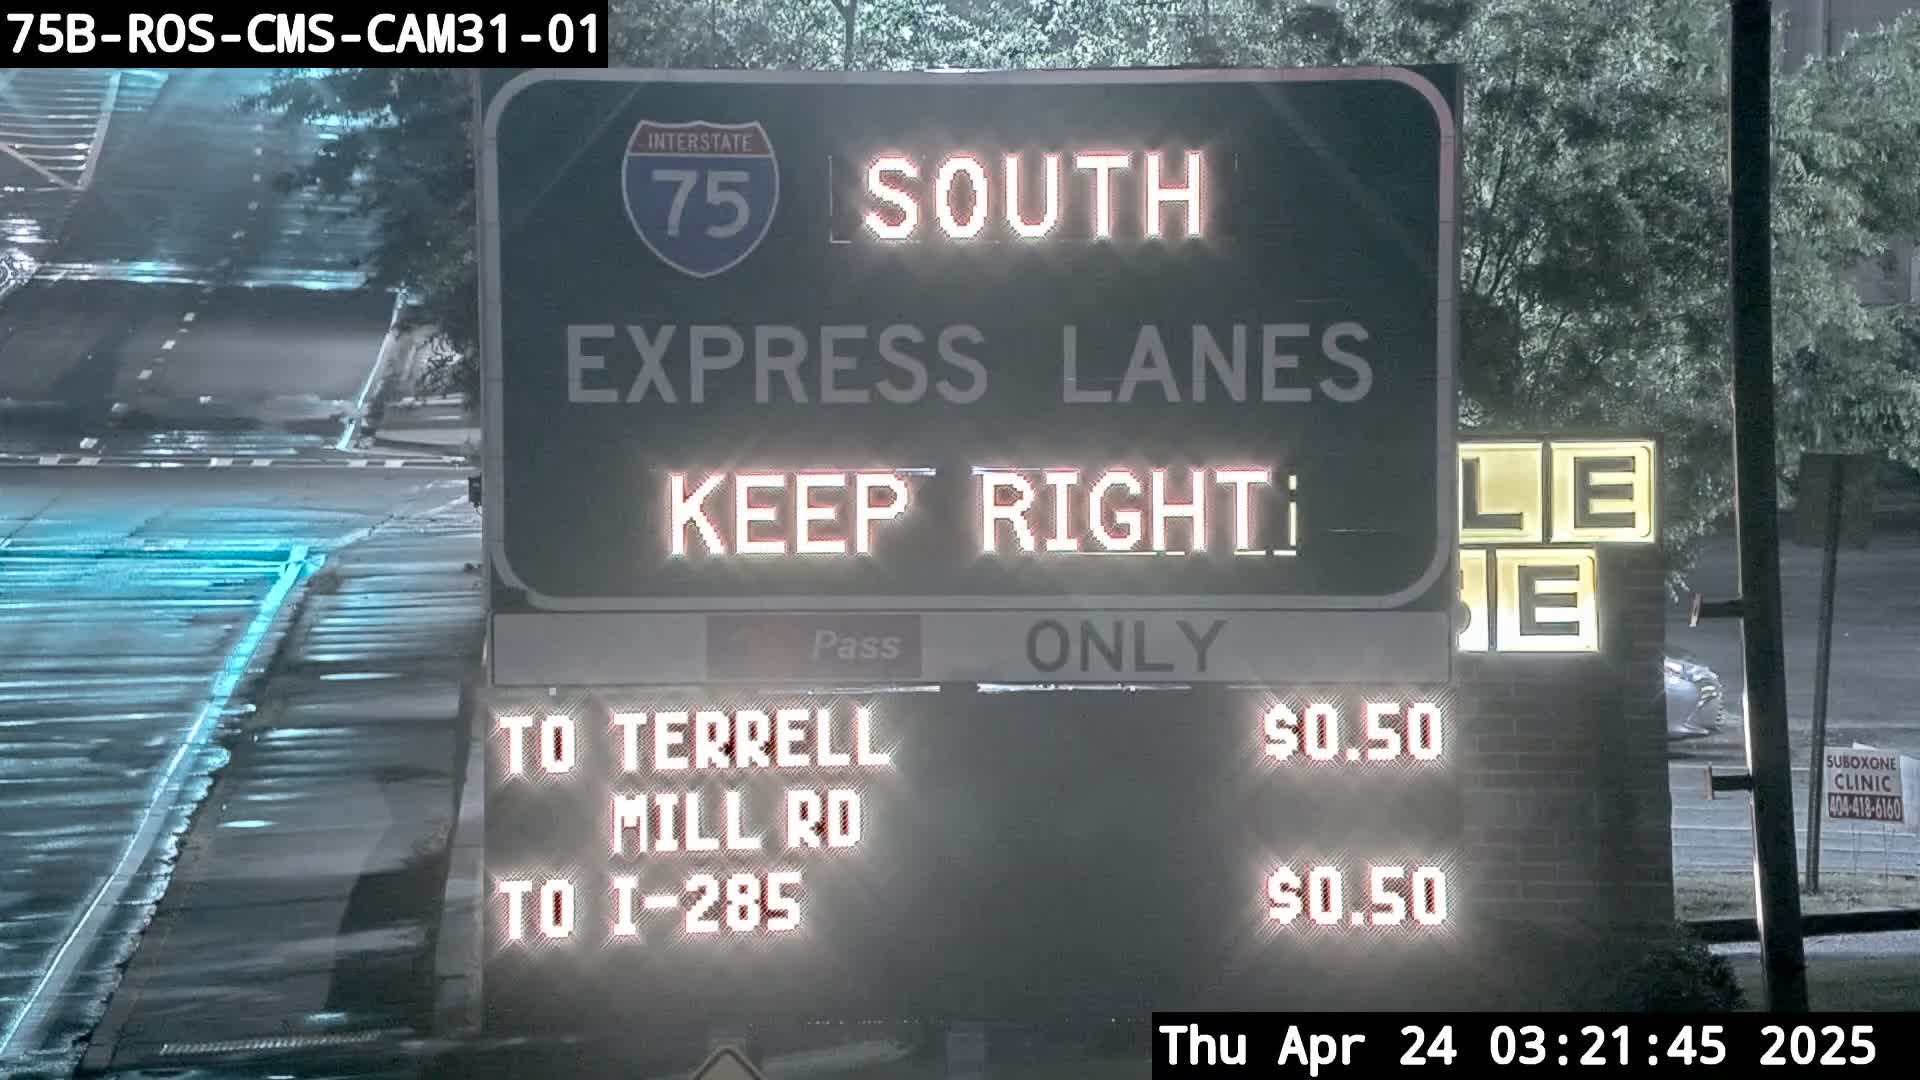 75B-ROS-CMS-CAM31-01
INTERSTATE
75
SOUTH
EXPRESS LANES
KEEP RIGHT
Pass ONLY
TO TERRELL $0.50
MILL RD
TO I-285 $0.50
LE
E
SUBOXONE
CLINIC
404-418-6160
Thu Apr 24 03:21:45 2025